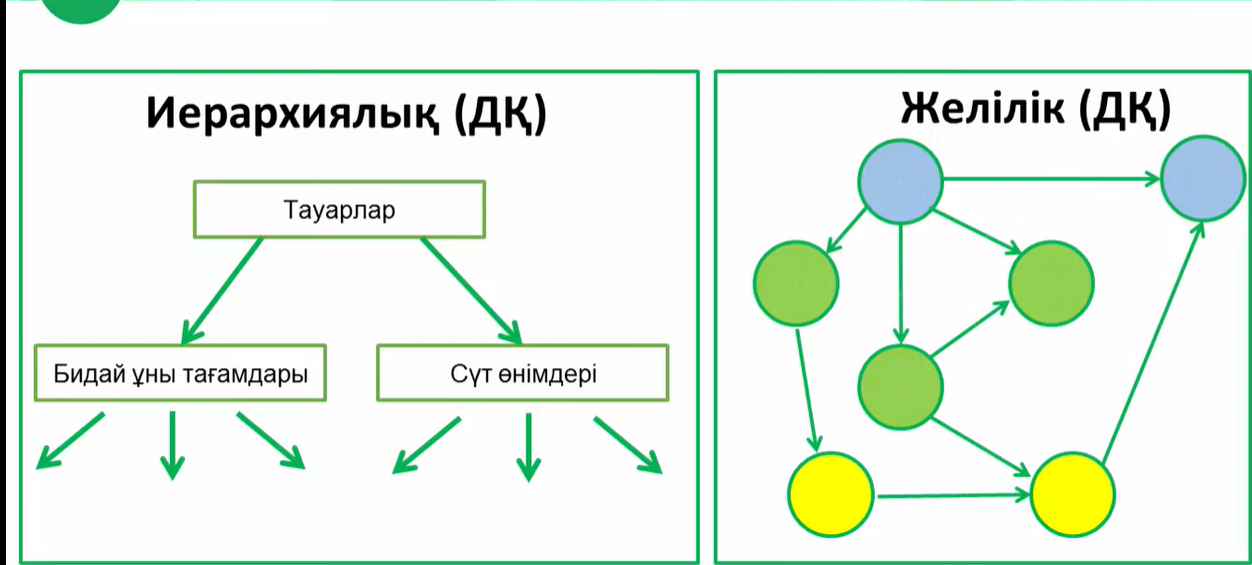 Иерархиялық (ДҚ)
Тауарлар
Бидай ұны тағамдары
Сүт өнімдері
Желілік (ДҚ)